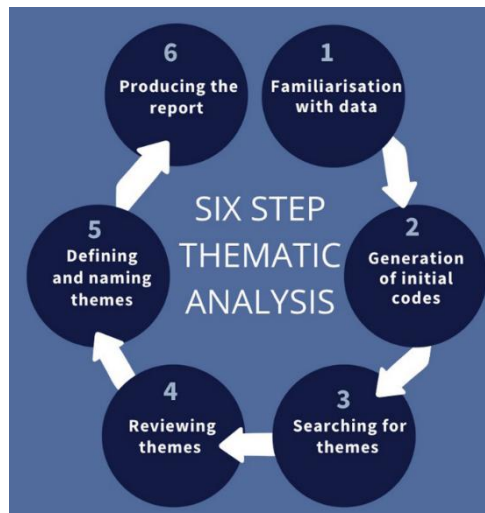 SIX STEP
THEMATIC
ANALYSIS
1
Familiarisation
with data
2
Generation
of initial
codes
3
Searching for
themes
4
Reviewing
themes
5
Defining
and naming
themes
6
Producing the
report